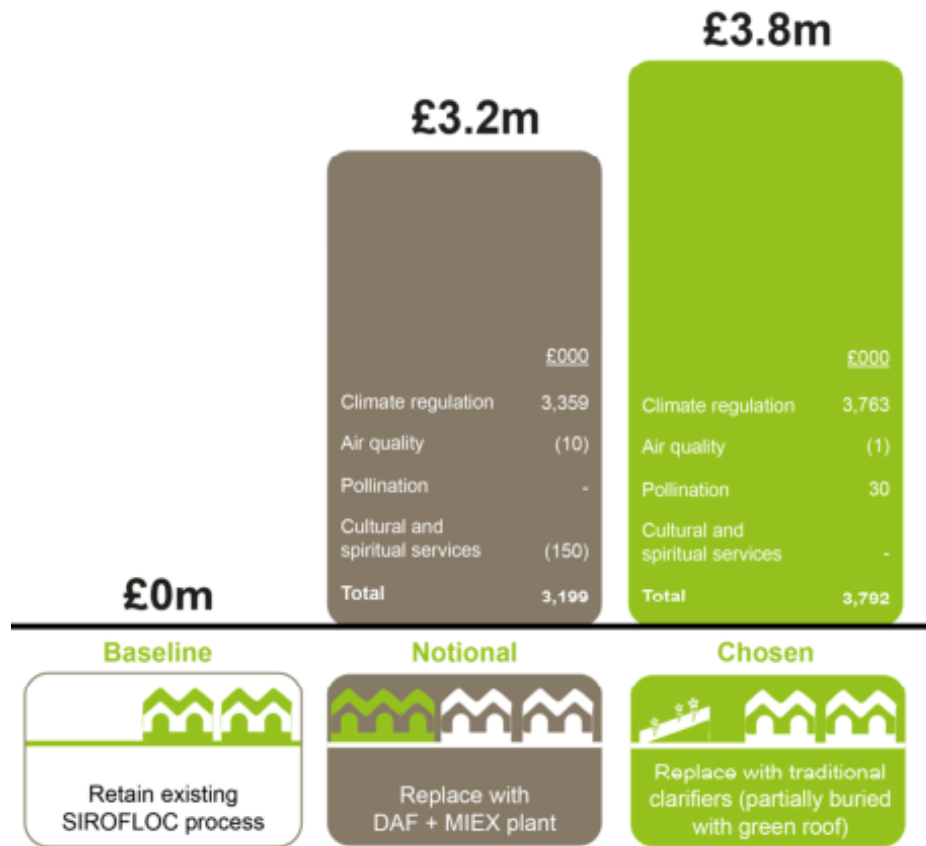 £3.8m
£3.2m
£000
Climate regulation 3,359
Air quality (10)
Pollination -
Cultural and
spiritual services (150)
Total 3,199
£000
Climate regulation 3,763
Air quality (1)
Pollination 30
Cultural and
spiritual services -
Total 3,792
£0m
Baseline
Notional
Chosen
Retain existing
SIROFLOC process
Replace with
DAF + MIEX plant
Replace with traditional
clarifiers (partially buried
with green roof)